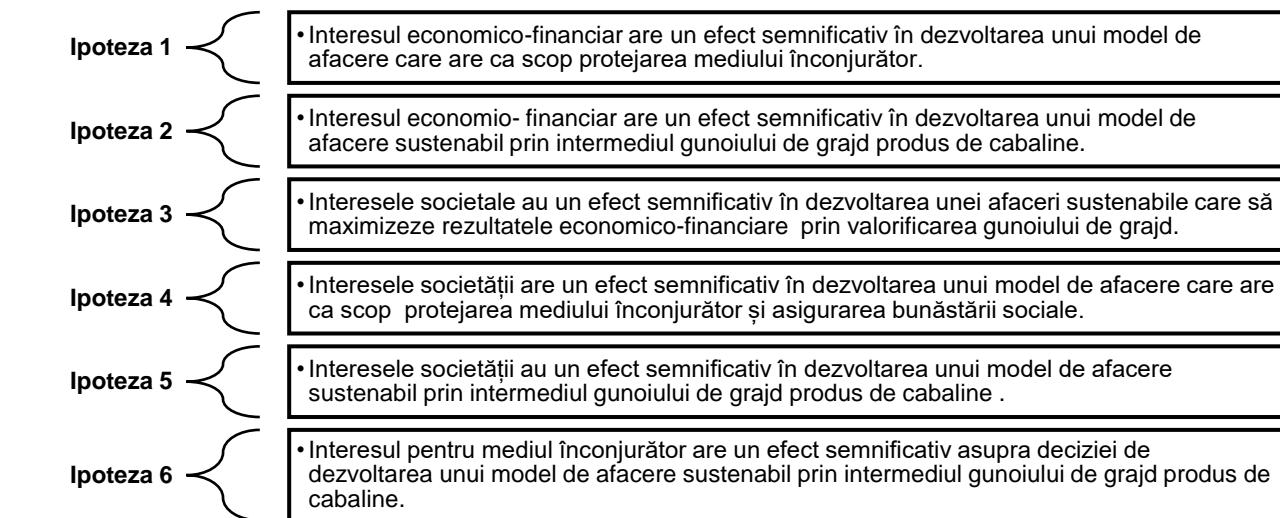 Ipoteza 1
• Interesul economico-financiar are un efect semnificativ în dezvoltarea unui model de
afacere care are ca scop protejarea mediului înconjurător.
Ipoteza 2
• Interesul economio- financiar are un efect semnificativ în dezvoltarea unui model de
afacere sustenabil prin intermediul gunoiului de grajd produs de cabaline.
Ipoteza 3
• Interesele societale au un efect semnificativ în dezvoltarea unei afaceri sustenabile care să
maximizeze rezultatele economico-financiare  prin valorificarea gunoiului de grajd.
Ipoteza 4
• Interesele societății are un efect semnificativ în dezvoltarea unui model de afacere care are
ca scop  protejarea mediului înconjurător și asigurarea bunăstării sociale.
Ipoteza 5
• Interesele societății au un efect semnificativ în dezvoltarea unui model de afacere
sustenabil prin intermediul gunoiului de grajd produs de cabaline .
Ipoteza 6
• Interesul pentru mediul înconjurător are un efect semnificativ asupra deciziei de
dezvoltarea unui model de afacere sustenabil prin intermediul gunoiului de grajd produs de
cabaline.